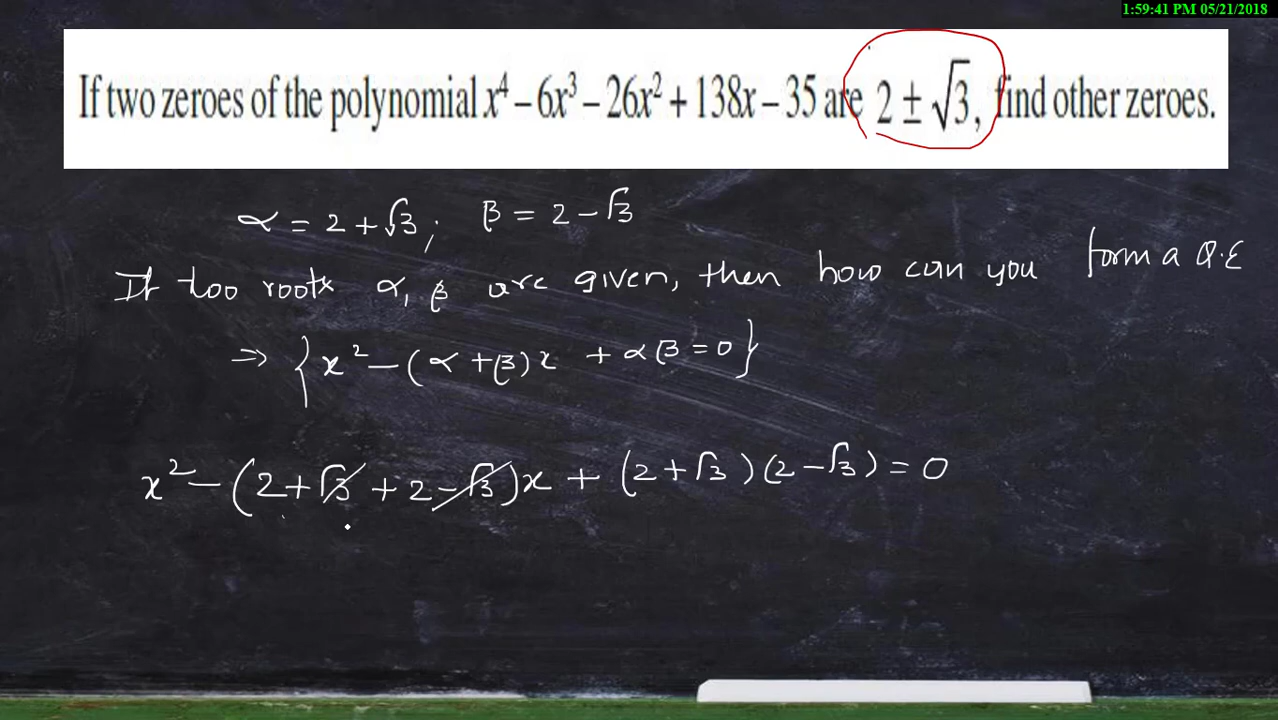 1:59:41 PM 05/21/2018
If two zeroes of the polynomial x⁴ – 6x³ – 26x² + 138x – 35 are 2 ± √3, find other zeroes.
α = 2 + √3 ; β = 2 - √3
If two roots α, β are given, then how can you form a Q.E
⇒ { x² - (α + β) x + αβ = 0 }
x² - (2 + √3 + 2 - √3) x + (2 + √3) (2 - √3) = 0